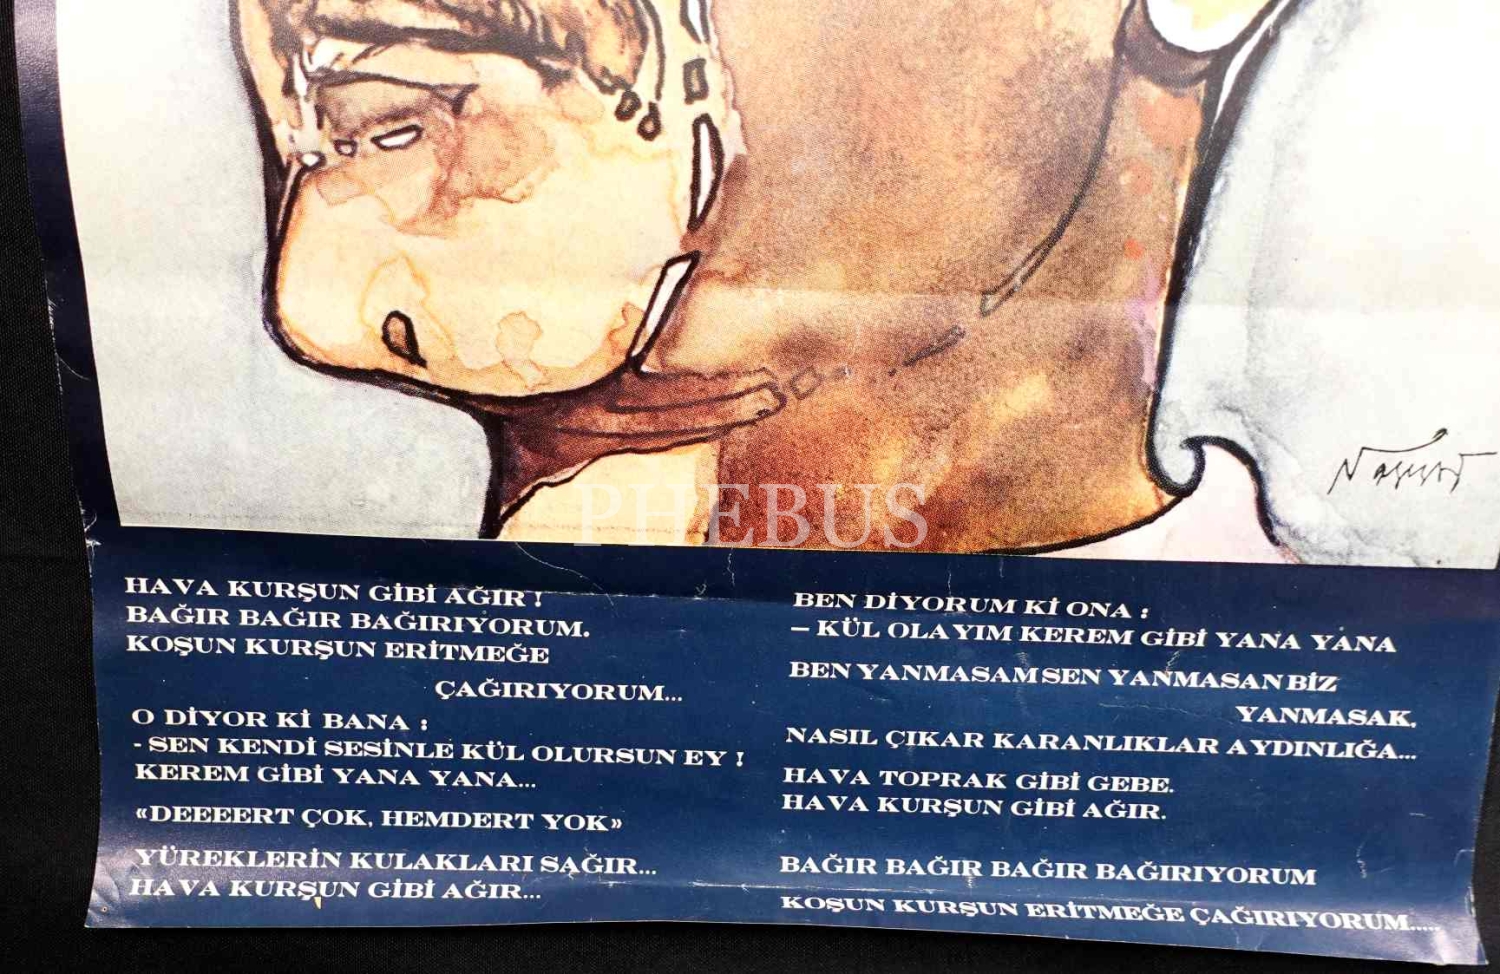 PHEBUS
HAVA KURŞUN GİBİ AĞIR !
BAĞIR BAĞIR BAĞIRIYORUM.
KOŞUN KURŞUN ERİTMEĞE
ÇAĞIRIYORUM...
O DİYOR Kİ BANA :
- SEN KENDİ SESİNLE KÜL OLURSUN EY !
KEREM GİBİ YANA YANA...
«DEEEERT ÇOK, HEMDERT YOK»
YÜREKLERİN KULAKLARI SAĞIR...
HAVA KURŞUN GİBİ AĞIR...
BEN DİYORUM Kİ ONA :
– KÜL OLAYIM KEREM GİBİ YANA YANA
BEN YANMASAM SEN YANMASAN BİZ
YANMASAK,
NASIL ÇIKAR KARANLIKLAR AYDINLIĞA...
HAVA TOPRAK GİBİ GEBE.
HAVA KURŞUN GİBİ AĞIR.
BAĞIR BAĞIR BAĞIR BAĞIRIYORUM
KOŞUN KURŞUN ERİTMEĞE ÇAĞIRIYORUM.....